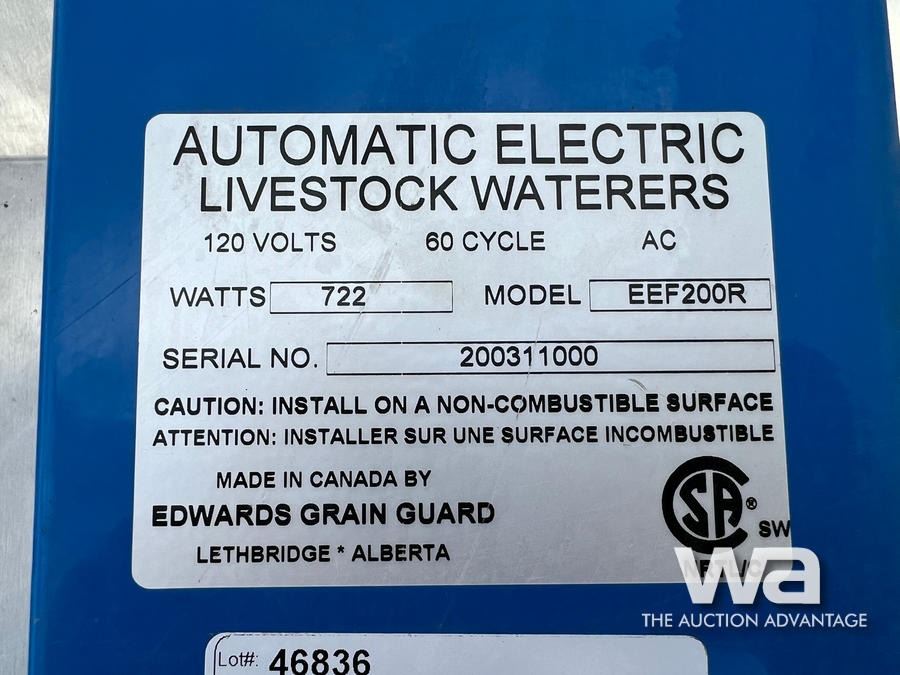 AUTOMATIC ELECTRIC
LIVESTOCK WATERERS
120 VOLTS 60 CYCLE AC
WATTS 722 MODEL EEF200R
SERIAL NO. 200311000
CAUTION: INSTALL ON A NON-COMBUSTIBLE SURFACE
ATTENTION: INSTALLER SUR UNE SURFACE INCOMBUSTIBLE
MADE IN CANADA BY
EDWARDS GRAIN GUARD
LETHBRIDGE * ALBERTA
SA® SW
wa
THE AUCTION ADVANTAGE
Lot#: 46836